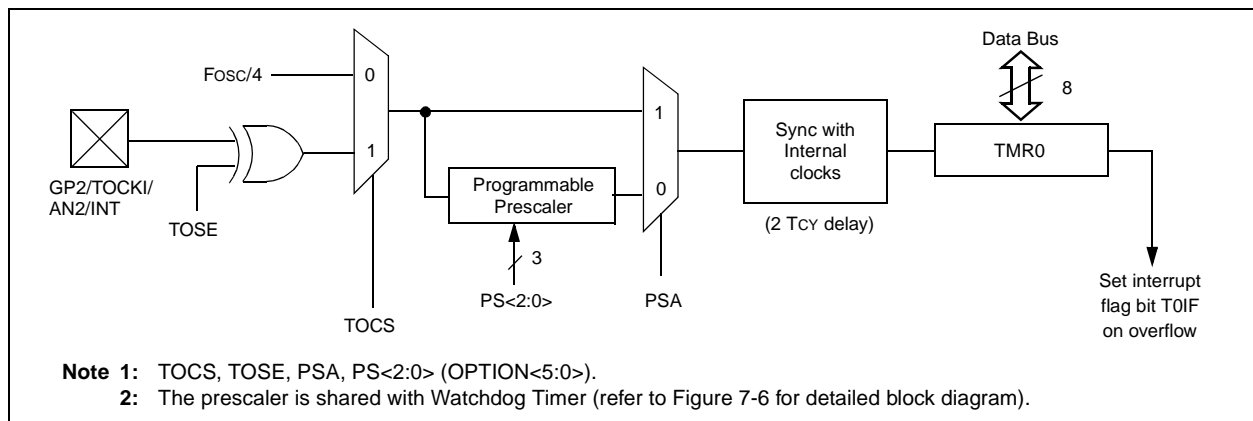 Data Bus
8
FOSC/4
0
1
GP2/TOCKI/
AN2/INT
TOSE
TOCS
Programmable
Prescaler
3
PS<2:0>
1
0
PSA
Sync with
Internal
clocks
(2 TCY delay)
TMR0
Set interrupt
flag bit T0IF
on overflow
Note 1: TOCS, TOSE, PSA, PS<2:0> (OPTION<5:0>).
2: The prescaler is shared with Watchdog Timer (refer to Figure 7-6 for detailed block diagram).